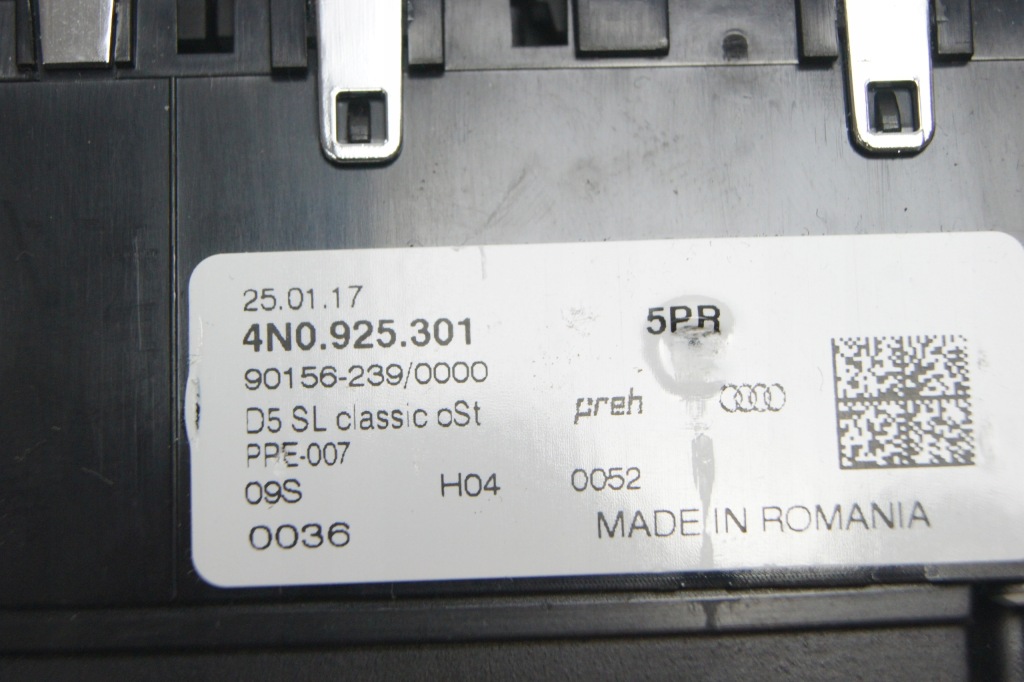 25.01.17
4N0.925.301 5PR
90156-239/0000
D5 SL classic oSt preh
PPE-007
09S H04 0052
0036 MADE IN ROMANIA